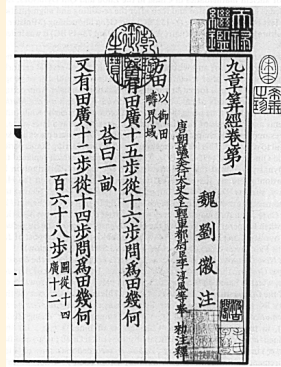 九章筭經卷第一
魏劉徽注
唐朝議大夫行太史令上輕車都尉臣李淳風等奉 勑注釋
方田 以御田
疇界域
今有田廣十五步從十六步問爲田幾何
荅曰一畝
又有田廣十二步從十四步問爲田幾何
百六十八步 圖從十四
廣十二